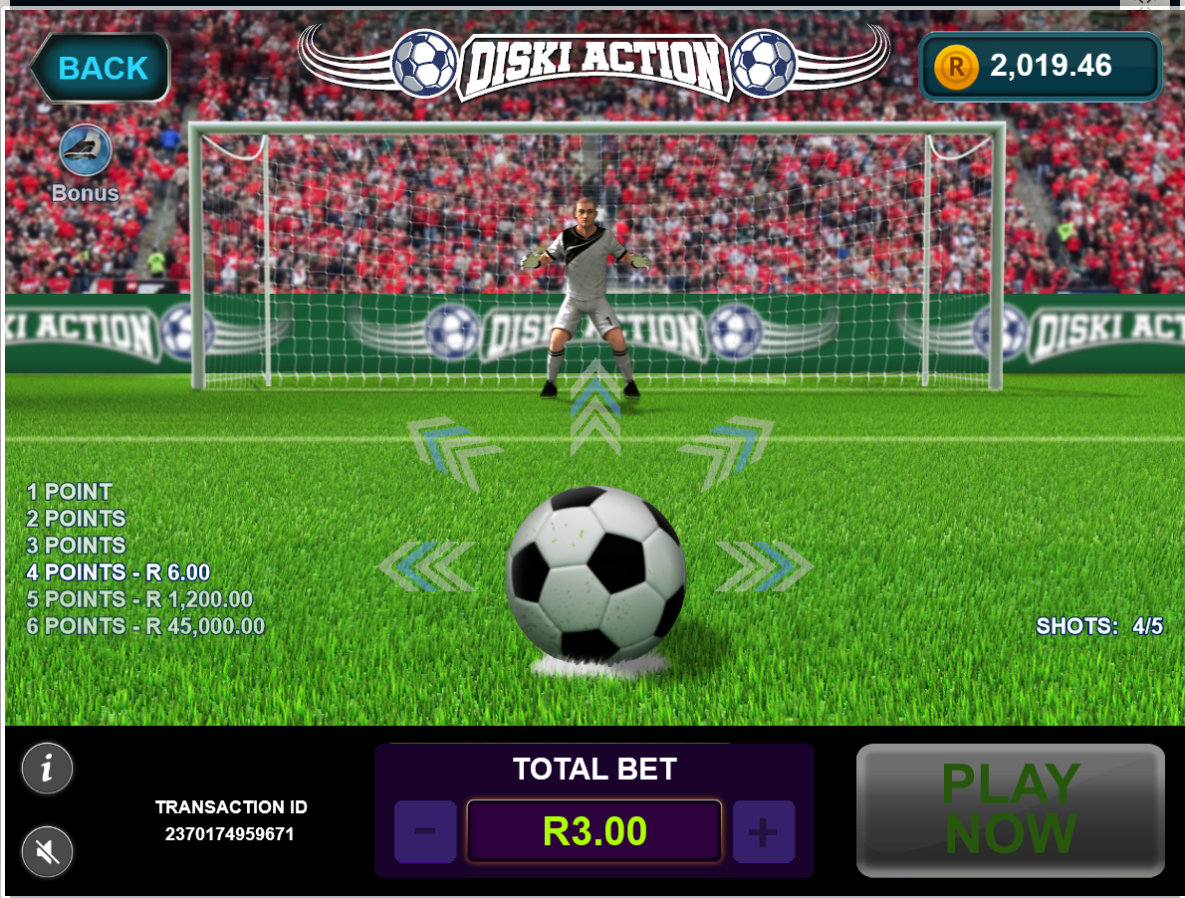 BACK
DISKI ACTION
R 2,019.46
Bonus
KI ACTION
DISKI ACTION
DISKI ACT
1
1 POINT
2 POINTS
3 POINTS
4 POINTS - R 6.00
5 POINTS - R 1,200.00
6 POINTS - R 45,000.00
SHOTS: 4/5
i
TRANSACTION ID
2370174959671
TOTAL BET
-
R3.00
+
PLAY
NOW